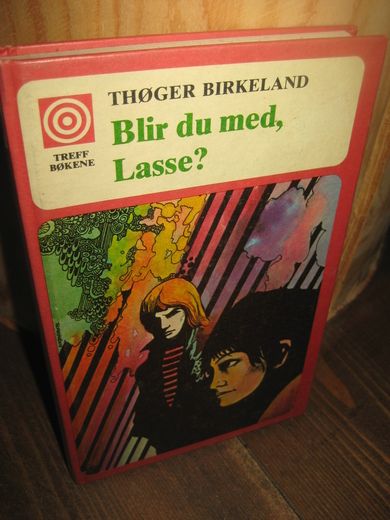 THØGER BIRKELAND
Blir du med,
Lasse?
TREFF
BØKENE